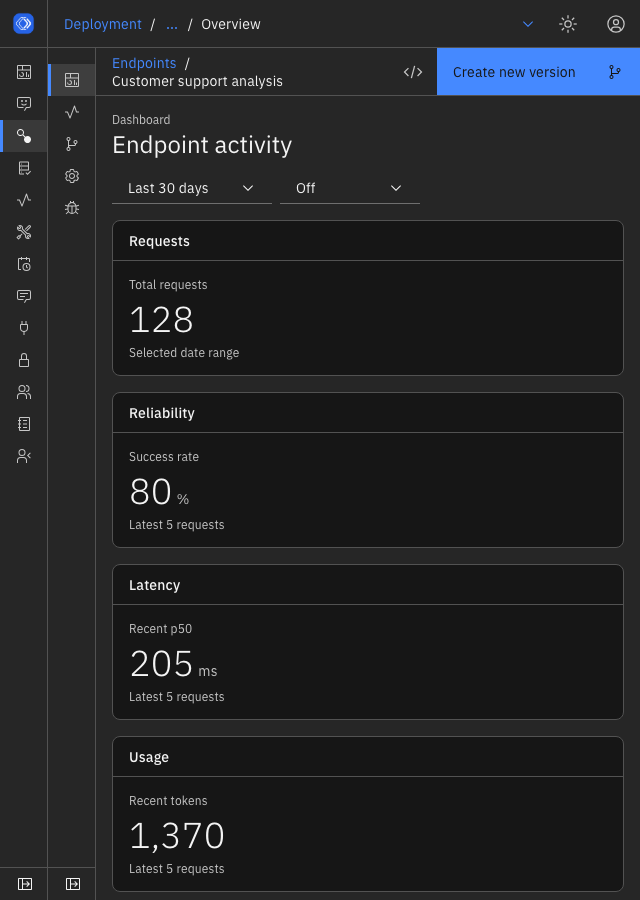 Deployment / ... / Overview
Endpoints /
Customer support analysis
Create new version
Dashboard
Endpoint activity
Last 30 days
Off
Requests
Total requests
128
Selected date range
Reliability
Success rate
80 %
Latest 5 requests
Latency
Recent p50
205 ms
Latest 5 requests
Usage
Recent tokens
1,370
Latest 5 requests